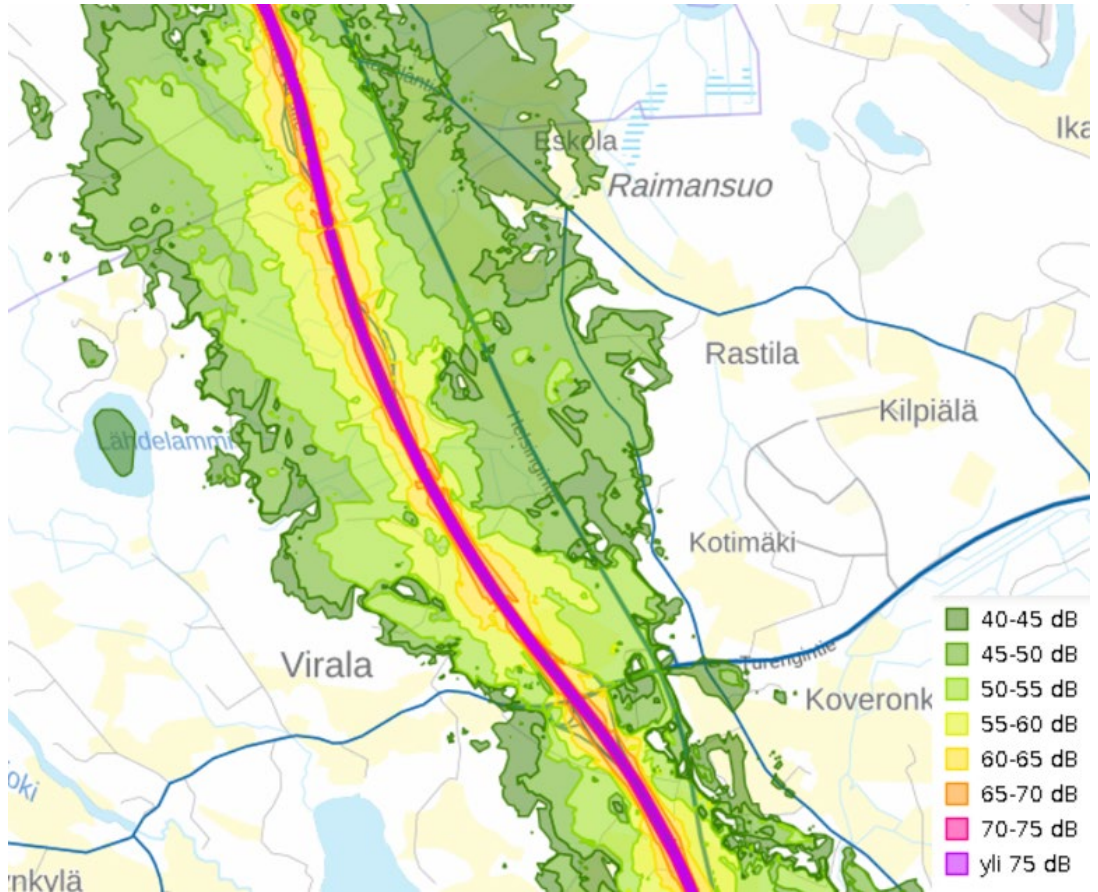 Eskola
Ika
Raimansuo
Rastila
Kilpiälä
Lähdelammi
Helsingint
Kotimäki
Turengintie
Virala
Koveronk
oki
nkylä
40-45 dB
45-50 dB
50-55 dB
55-60 dB
60-65 dB
65-70 dB
70-75 dB
yli 75 dB